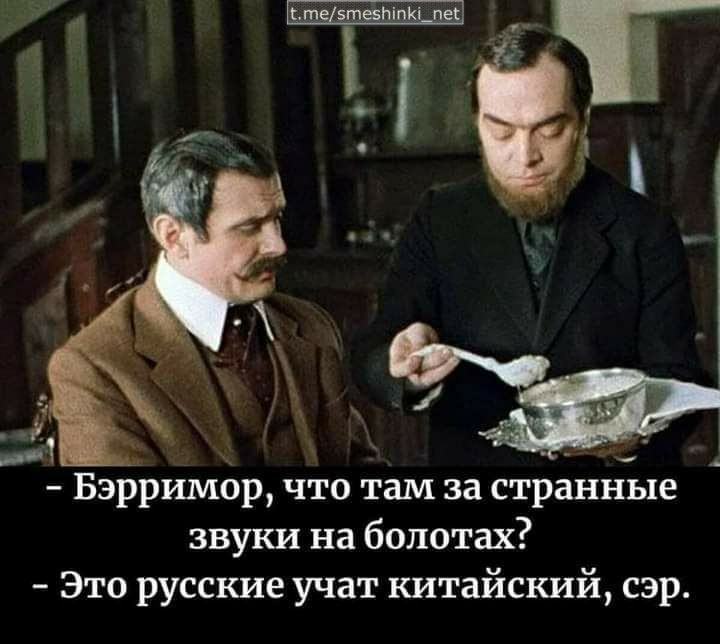 t.me/smeshinki_net
- Бэрримор, что там за странные
звуки на болотах?
- Это русские учат китайский, сэр.